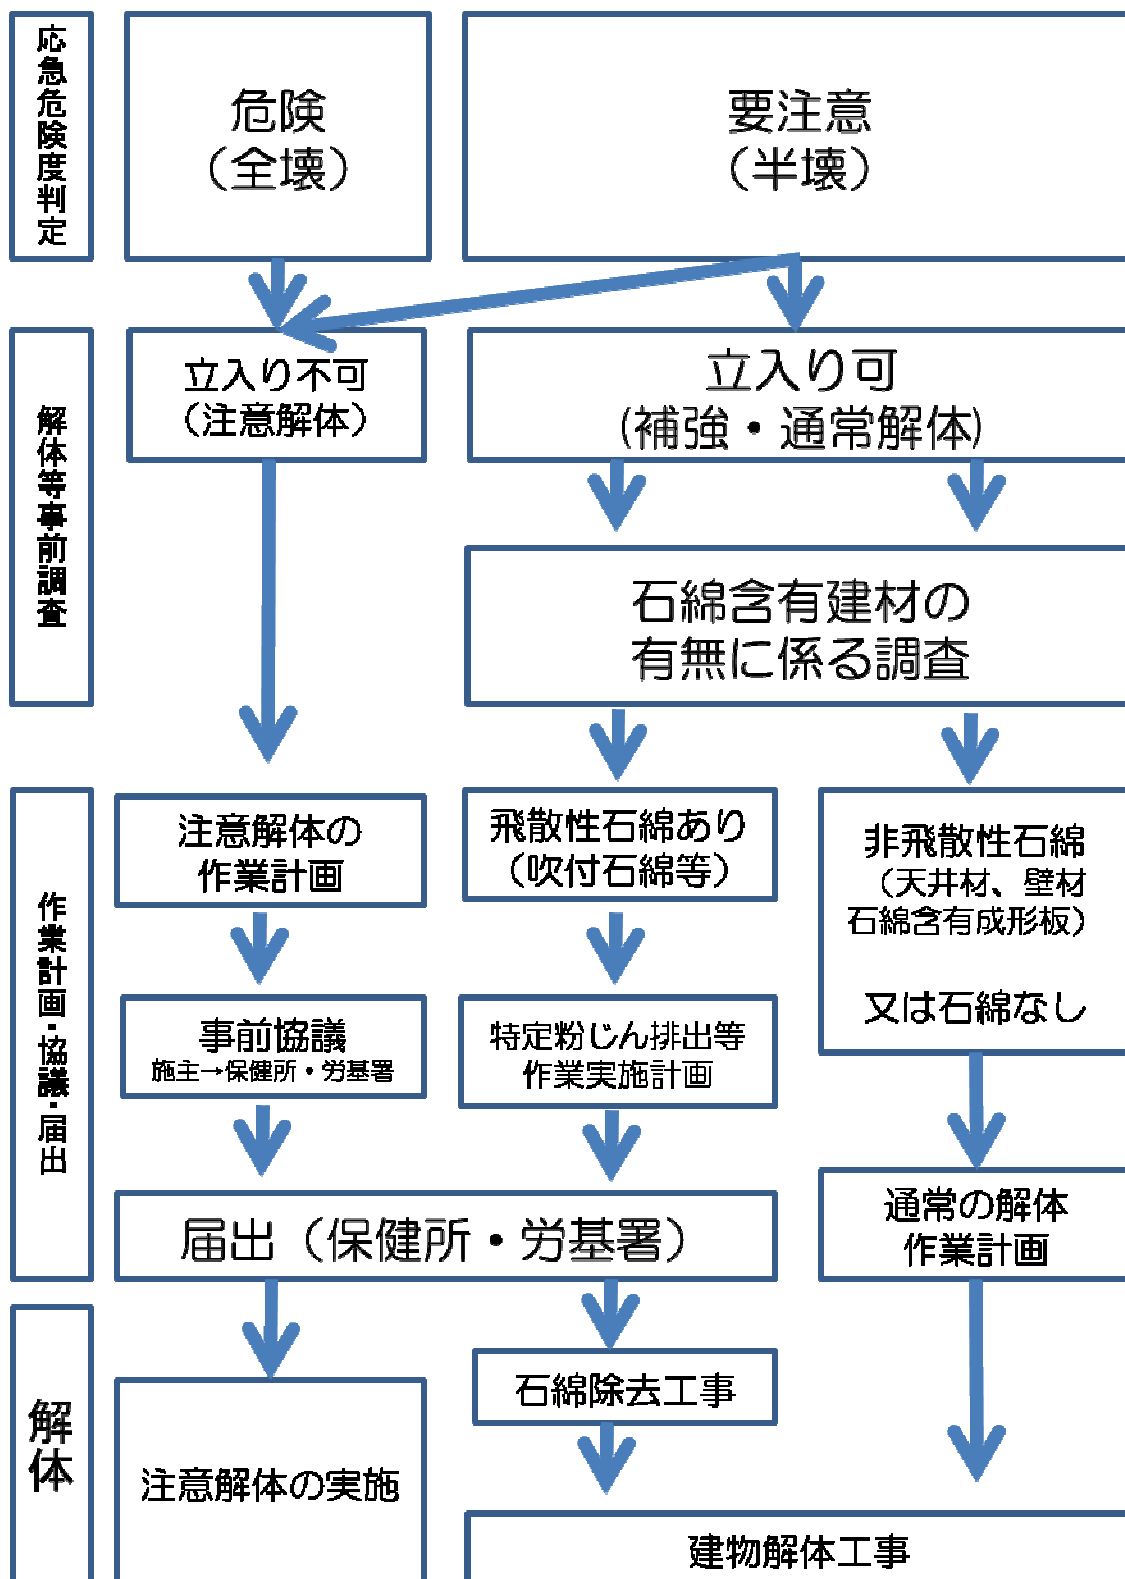 応急危険度判定
危険
（全壊）
要注意
（半壊）
解体等事前調査
立入り不可
（注意解体）
立入り可
(補強・通常解体)
石綿含有建材の
有無に係る調査
作業計画・協議・届出
注意解体の
作業計画
飛散性石綿あり
（吹付石綿等）
非飛散性石綿
（天井材、壁材
石綿含有成形板）
又は石綿なし
事前協議
施主→保健所・労基署
特定粉じん排出等
作業実施計画
届出（保健所・労基署）
通常の解体
作業計画
解体
石綿除去工事
注意解体の実施
建物解体工事